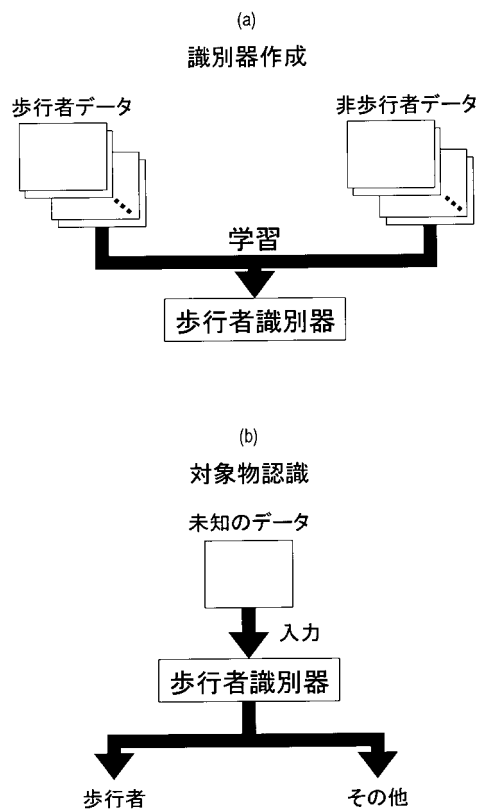 (a)
識別器作成
歩行者データ
非歩行者データ
学習
歩行者識別器
(b)
対象物認識
未知のデータ
入力
歩行者識別器
歩行者
その他